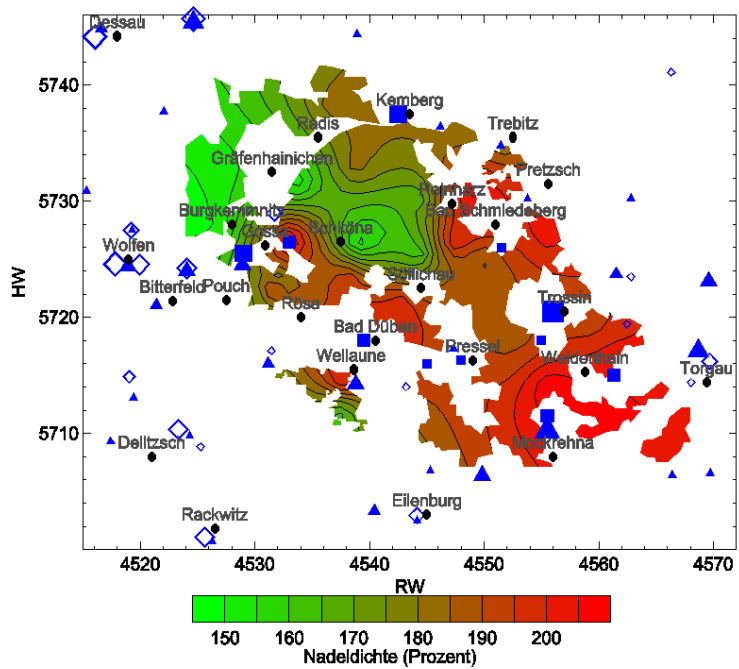 Dessau
5740
Kemberg
Radis
Trebitz
Gräfenhainichen
Pretzsch
5730
Reinharz
Burgkemnitz
Bad Schmiedeberg
Gossa
Schköna
Wolfen
HW
Söllichau
Bitterfeld
Pouch
Rösa
Trossin
5720
Bad Düben
Wellaune
Pressel
Weidenhain
Torgau
5710
Delitzsch
Mockrehna
Eilenburg
Rackwitz
4520 4530 4540 4550 4560 4570
RW
150 160 170 180 190 200
Nadeldichte (Prozent)